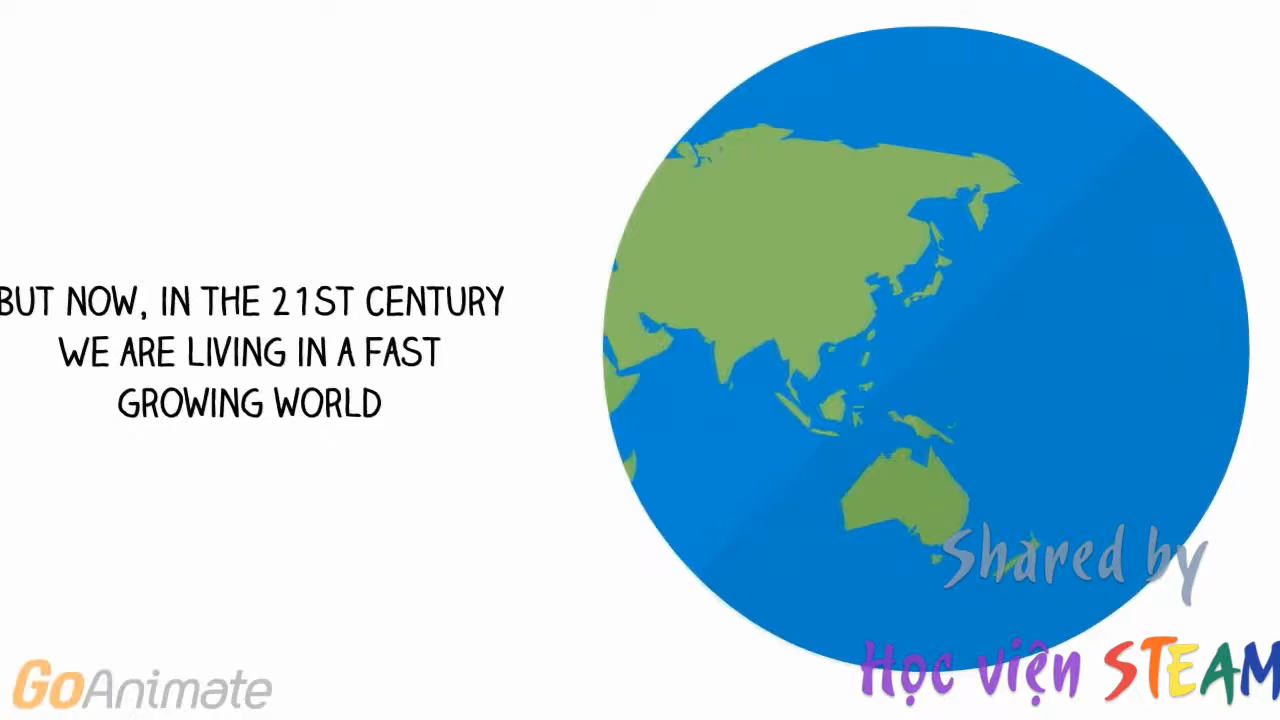 BUT NOW, IN THE 21ST CENTURY
WE ARE LIVING IN A FAST
GROWING WORLD
Shared by
Học viện STEAM
GoAnimate